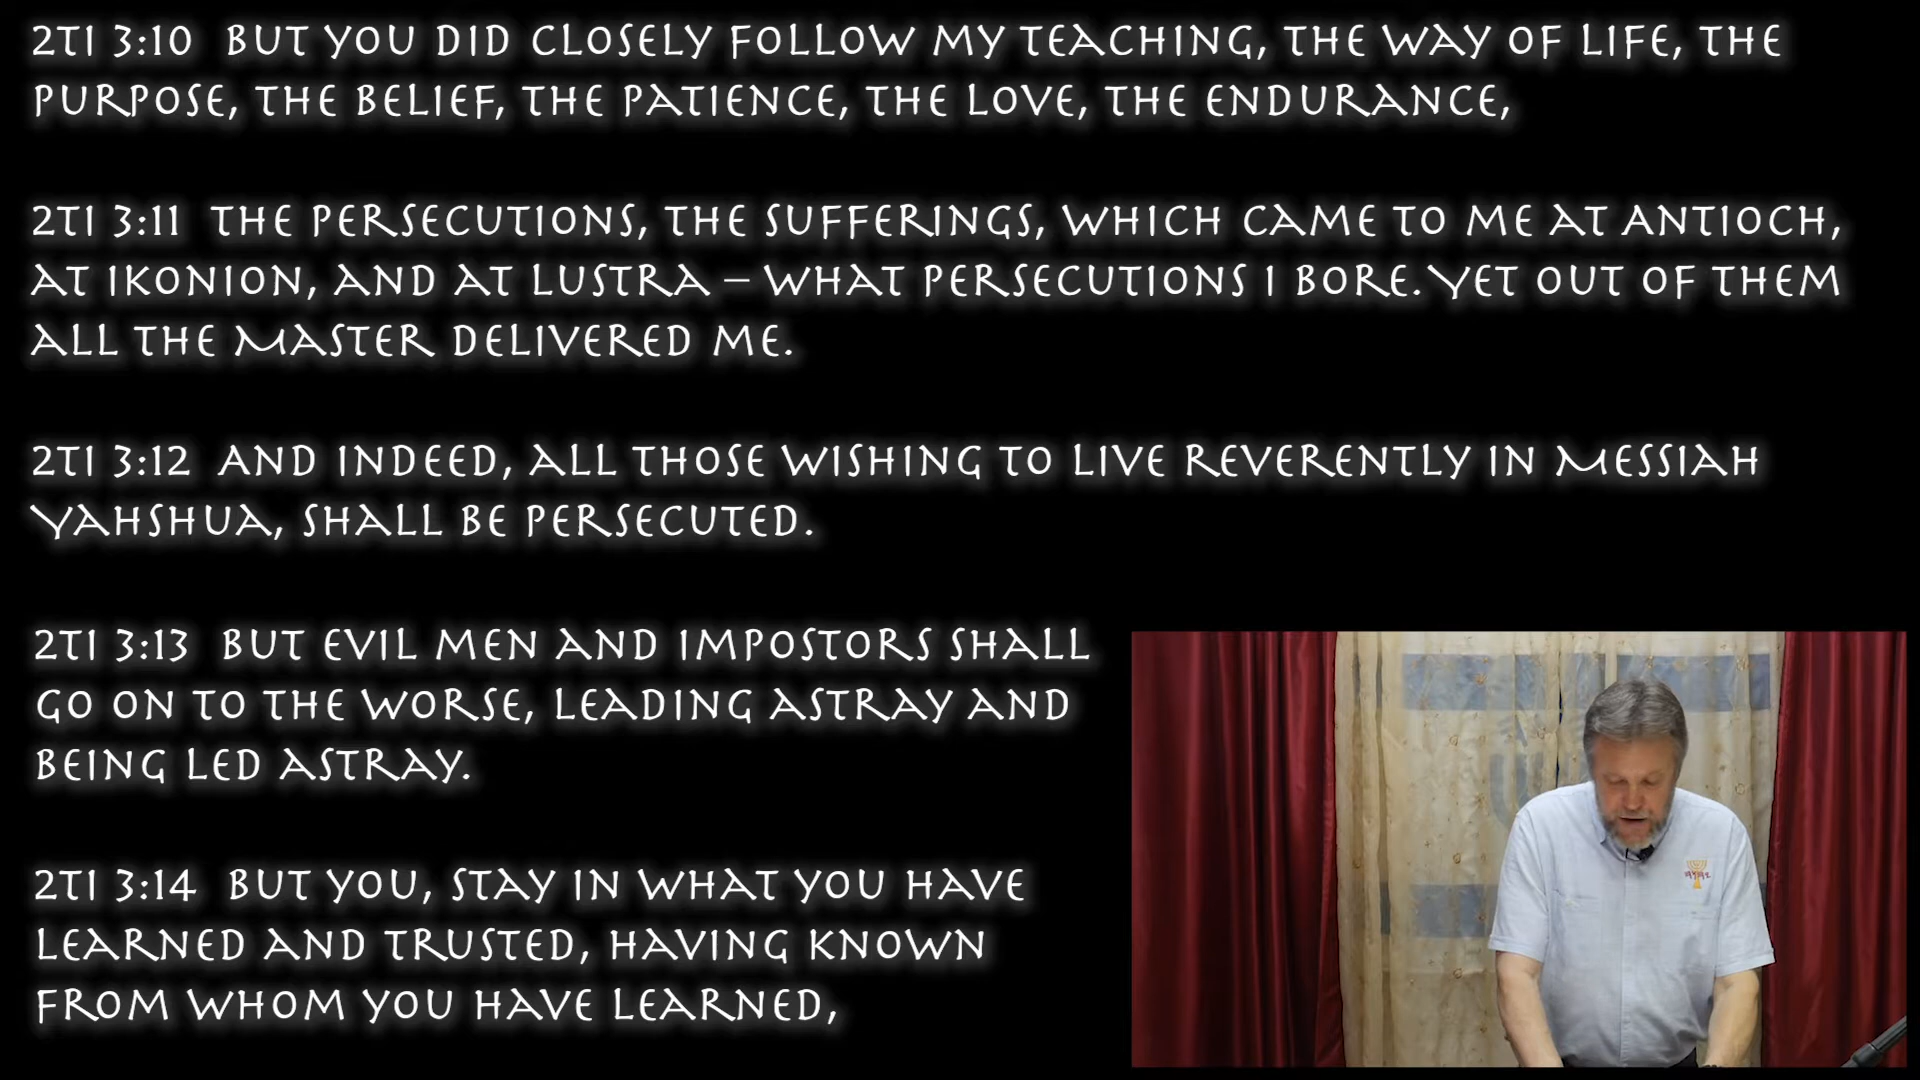 2TI 3:10 BUT YOU DID CLOSELY FOLLOW MY TEACHING, THE WAY OF LIFE, THE
PURPOSE, THE BELIEF, THE PATIENCE, THE LOVE, THE ENDURANCE,
2TI 3:11 THE PERSECUTIONS, THE SUFFERINGS, WHICH CAME TO ME AT ANTIOCH,
AT IKONION, AND AT LUSTRA – WHAT PERSECUTIONS I BORE. YET OUT OF THEM
ALL THE MASTER DELIVERED ME.
2TI 3:12 AND INDEED, ALL THOSE WISHING TO LIVE REVERENTLY IN MESSIAH
YAHSHUA, SHALL BE PERSECUTED.
2TI 3:13 BUT EVIL MEN AND IMPOSTORS SHALL
GO ON TO THE WORSE, LEADING ASTRAY AND
BEING LED ASTRAY.
2TI 3:14 BUT YOU, STAY IN WHAT YOU HAVE
LEARNED AND TRUSTED, HAVING KNOWN
FROM WHOM YOU HAVE LEARNED,